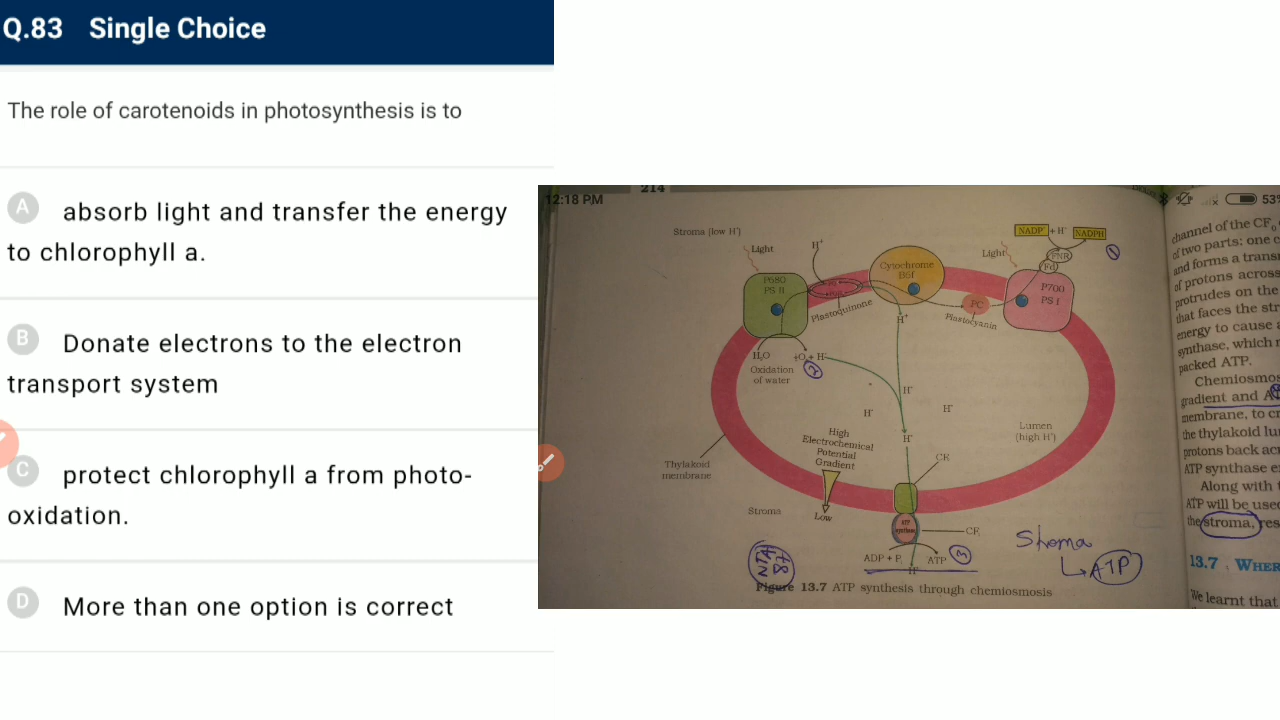 Q.83 Single Choice
The role of carotenoids in photosynthesis is to
A absorb light and transfer the energy
to chlorophyll a.
B Donate electrons to the electron
transport system
C protect chlorophyll a from photo-
oxidation.
D More than one option is correct
214
12:18 PM
53%
Stroma (low H⁺)
Light
H⁺
P680
PS II
Plastoquinone
Cytochrome
B6f
H⁺
PC
Plastocyanin
Light
NADP⁺ + H⁺
NADPH
1
FNR
Fd
P700
PS I
H₂O
Oxidation
of water
2
H⁺
H⁺
H⁺
H⁺
High
Electrochemical
Potential
Gradient
Low
Lumen
(high H⁺)
Thylakoid
membrane
Stroma
ATP
synthase
ADP +
ATP
3
H⁺
NTA
Stroma
ATP
Figure 13.7 ATP synthesis through chemiosmosis
channel of the CF₀
of two parts: one
and forms a trans
of protons across
protrudes on the
that faces the str
energy to cause
synthase, which
packed ATP.
Chemiosmos
gradient and
membrane, to
the thylakoid lu
protons back
ATP synthase
Along with
ATP will be used
the stroma, res
13.7 WHER
We learnt that